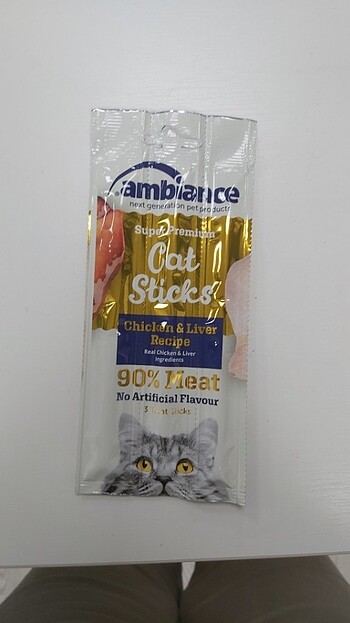 ambiance
next generation pet products
Super Premium
Cat
Sticks
Chicken & Liver
Recipe
Real Chicken & Liver
Ingredients
90% Meat
No Artificial Flavour
Sticks